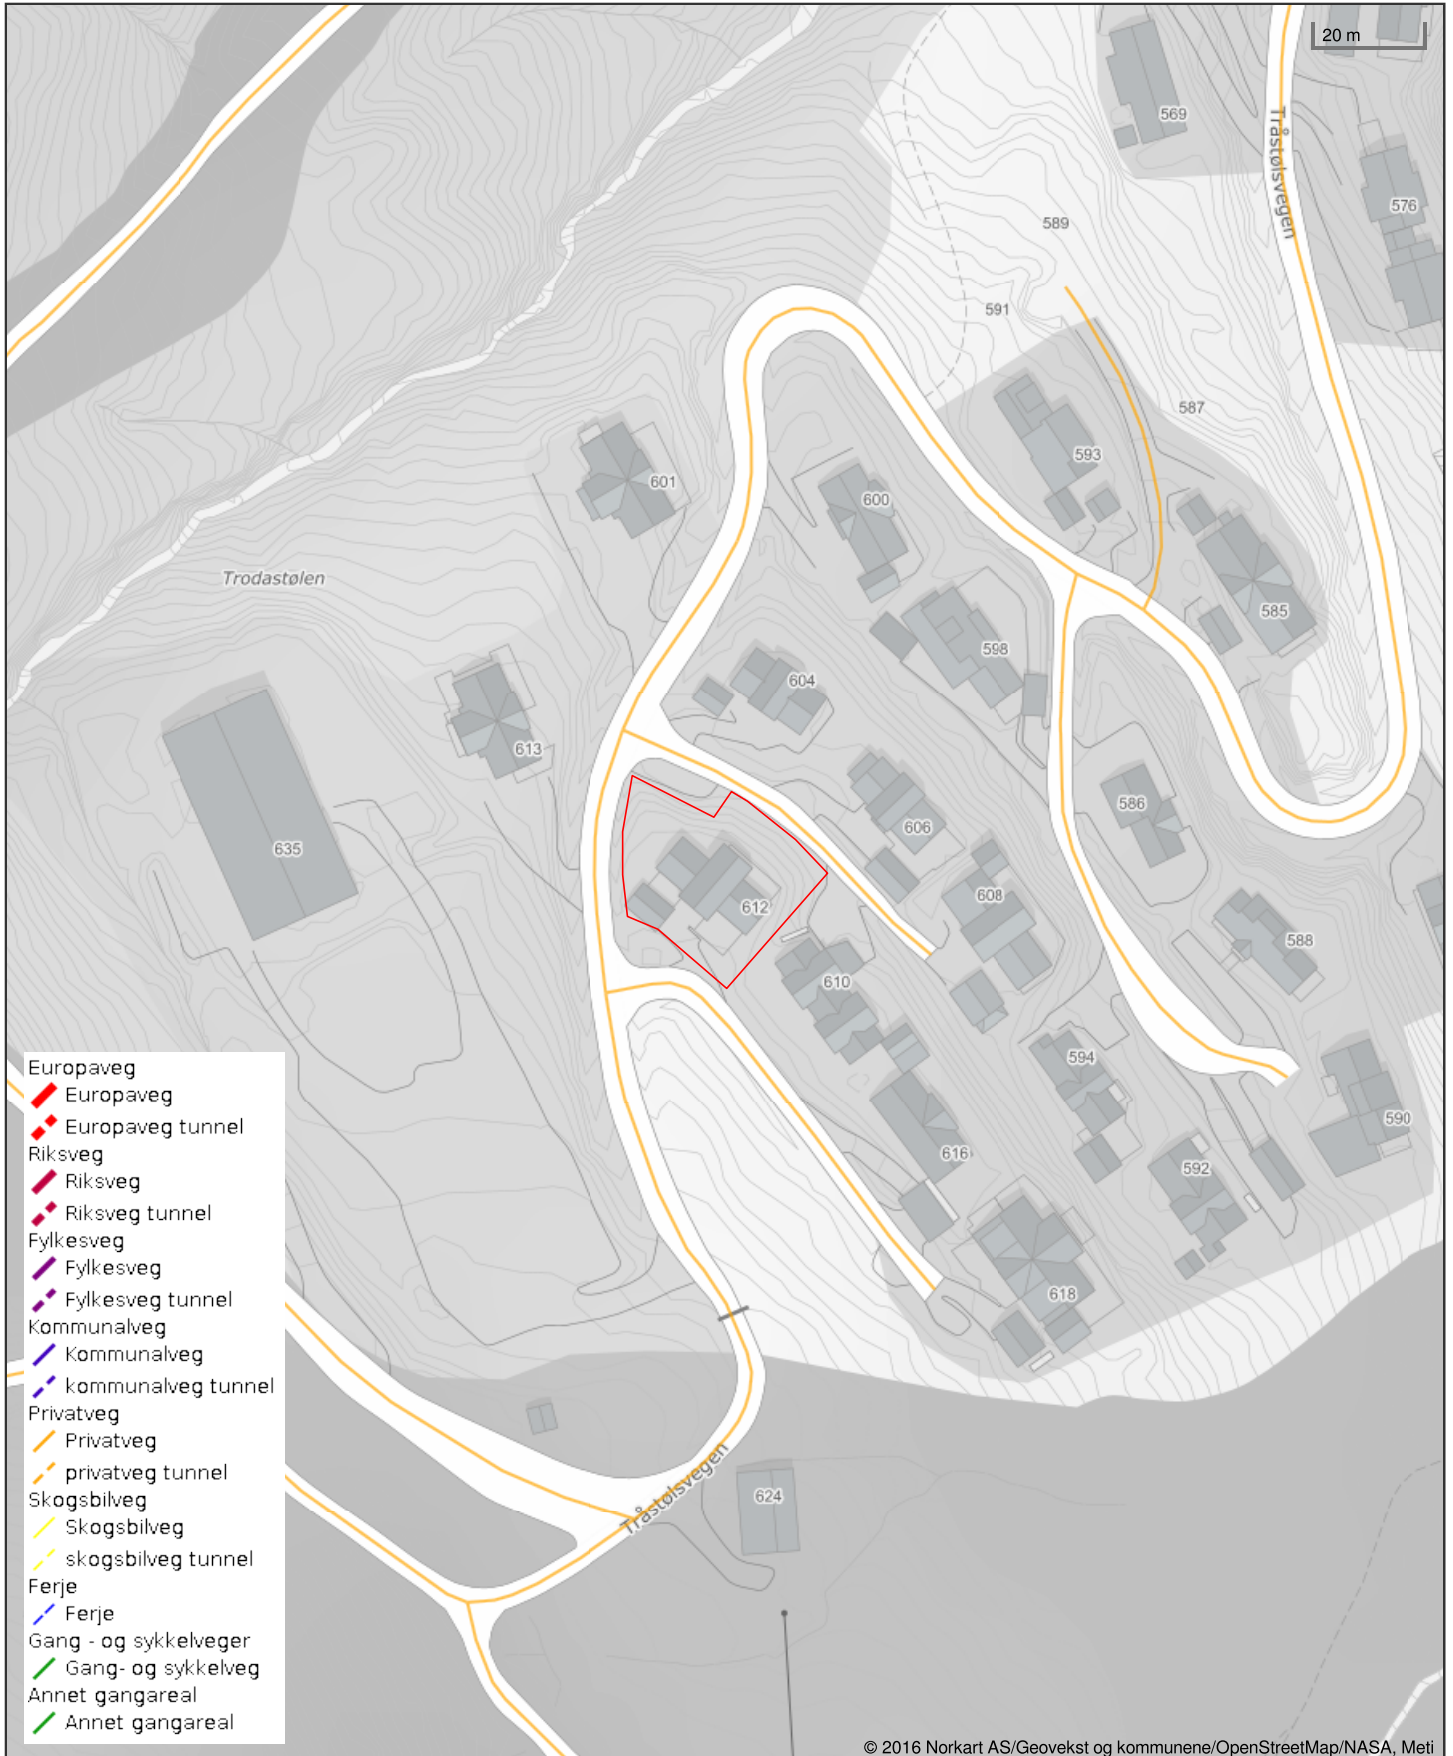 20 m
569
Tråstølsvegen
576
589
591
587
593
601
600
Trodastølen
585
598
604
613
586
606
635
608
612
588
610
594
590
616
592
618
Europaveg
Europaveg
Europaveg tunnel
Riksveg
Riksveg
Riksveg tunnel
Fylkesveg
Fylkesveg
Fylkesveg tunnel
Kommunalveg
Kommunalveg
kommunalveg tunnel
Privatveg
Privatveg
privatveg tunnel
Skogsbilveg
Skogsbilveg
skogsbilveg tunnel
Ferje
Ferje
Gang - og sykkelveger
Gang- og sykkelveg
Annet gangareal
Annet gangareal
Tråstølsvegen
624
© 2016 Norkart AS/Geovekst og kommunene/OpenStreetMap/NASA, Meti